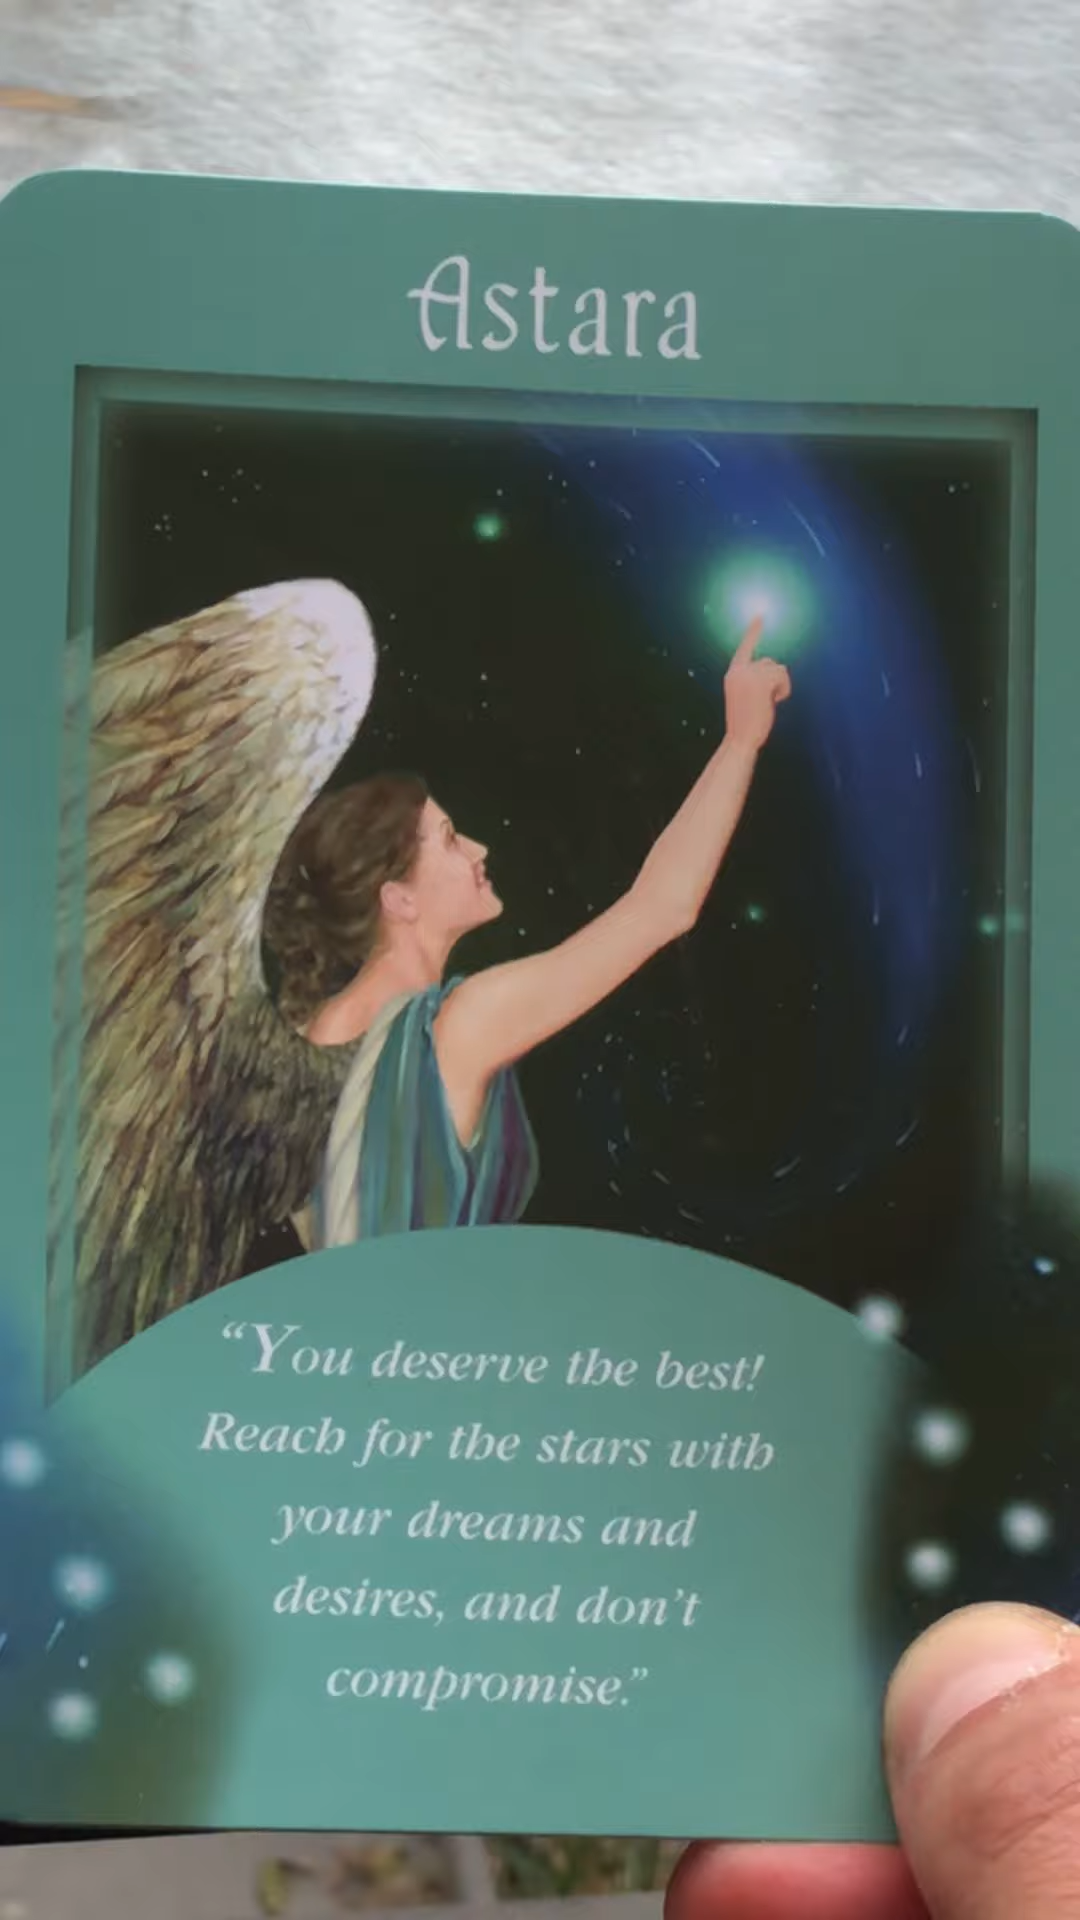 Astara
“You deserve the best!
Reach for the stars with
your dreams and
desires, and don’t
compromise.”